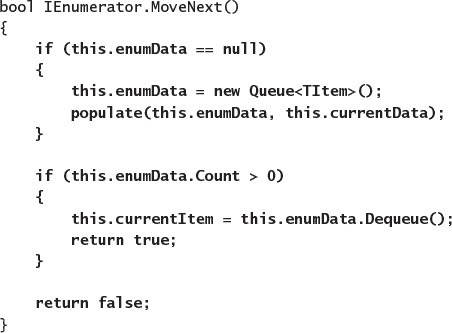 bool IEnumerator.MoveNext()
{
    if (this.enumData == null)
    {
        this.enumData = new Queue<TItem>();
        populate(this.enumData, this.currentData);
    }

    if (this.enumData.Count > 0)
    {
        this.currentItem = this.enumData.Dequeue();
        return true;
    }

    return false;
}